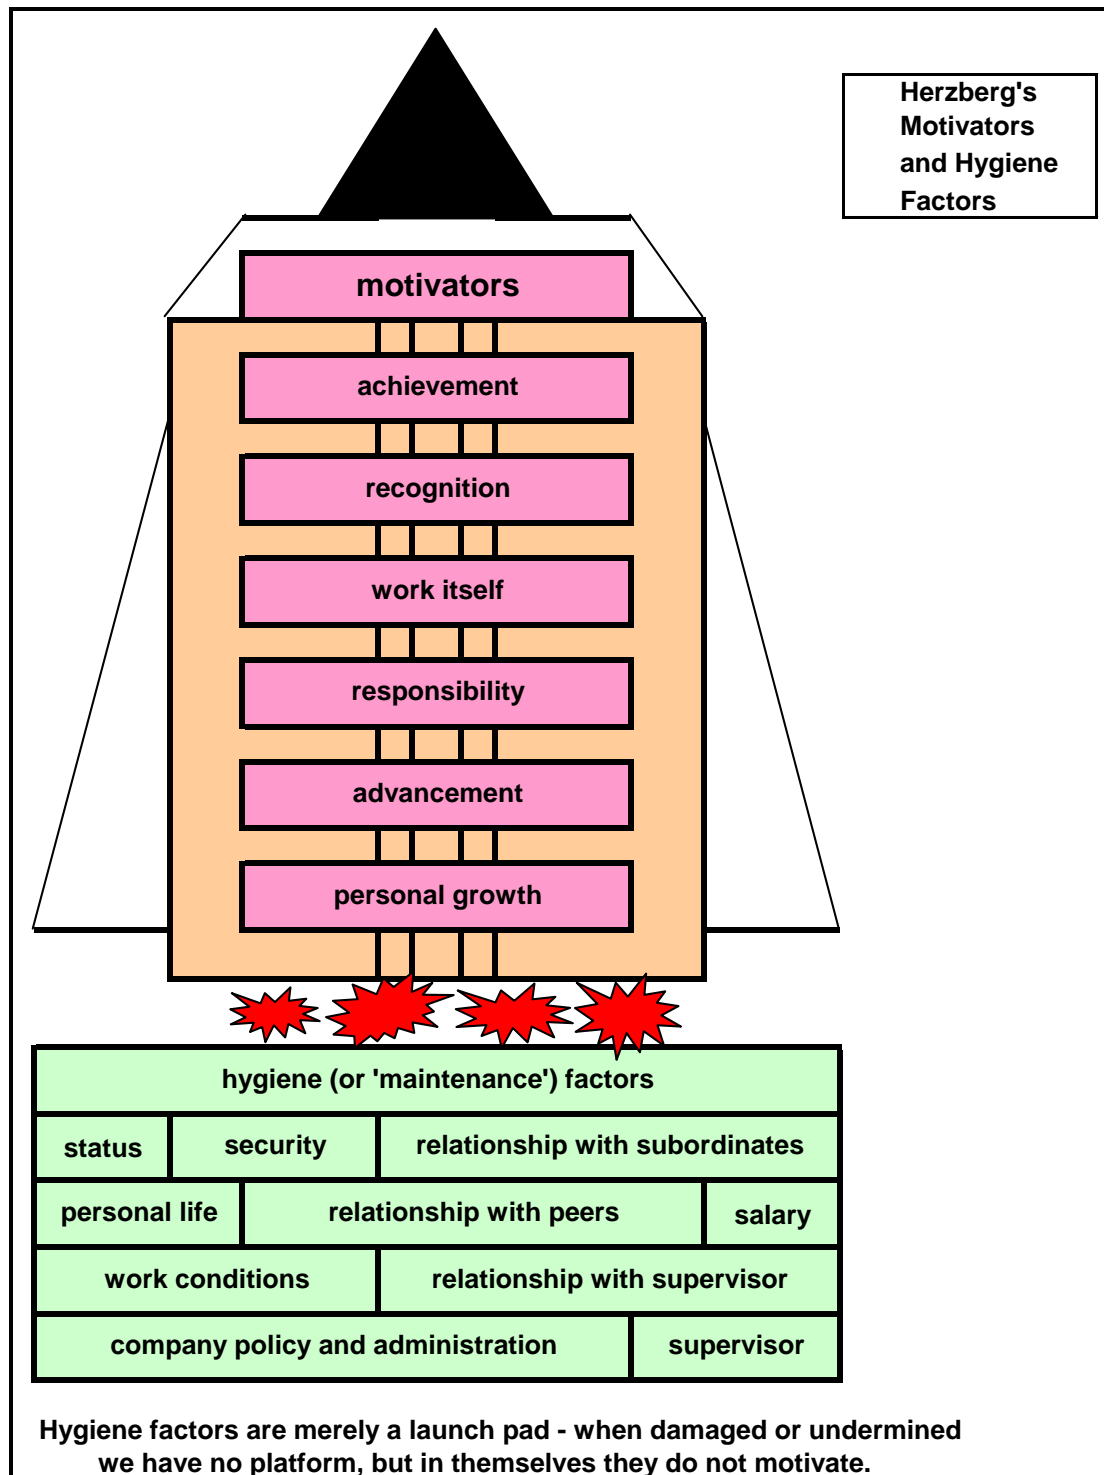 Herzberg's
Motivators
and Hygiene
Factors
motivators
achievement
recognition
work itself
responsibility
advancement
personal growth
hygiene (or 'maintenance') factors
status security relationship with subordinates
personal life relationship with peers salary
work conditions relationship with supervisor
company policy and administration supervisor
Hygiene factors are merely a launch pad - when damaged or undermined
we have no platform, but in themselves they do not motivate.